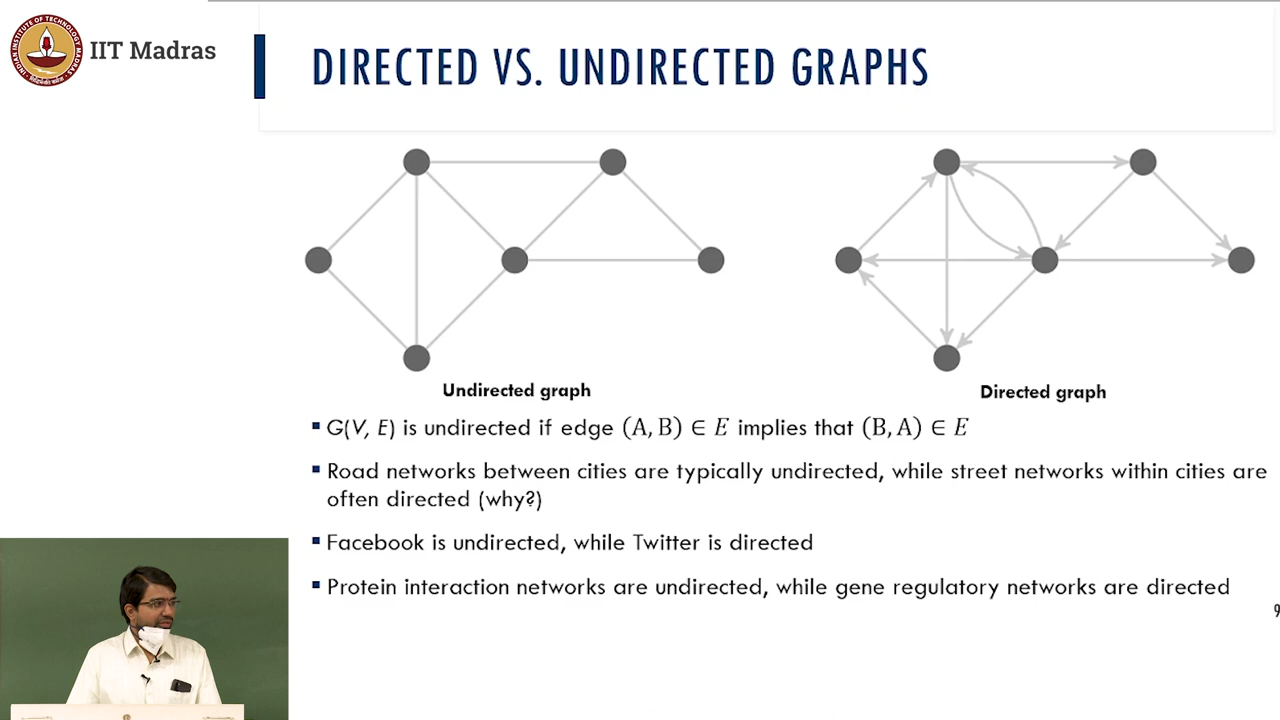 IIT Madras
DIRECTED VS. UNDIRECTED GRAPHS
Undirected graph
Directed graph
▪ G(V, E) is undirected if edge (A, B) ∈ E implies that (B, A) ∈ E
▪ Road networks between cities are typically undirected, while street networks within cities are
often directed (why?)
▪ Facebook is undirected, while Twitter is directed
▪ Protein interaction networks are undirected, while gene regulatory networks are directed
9